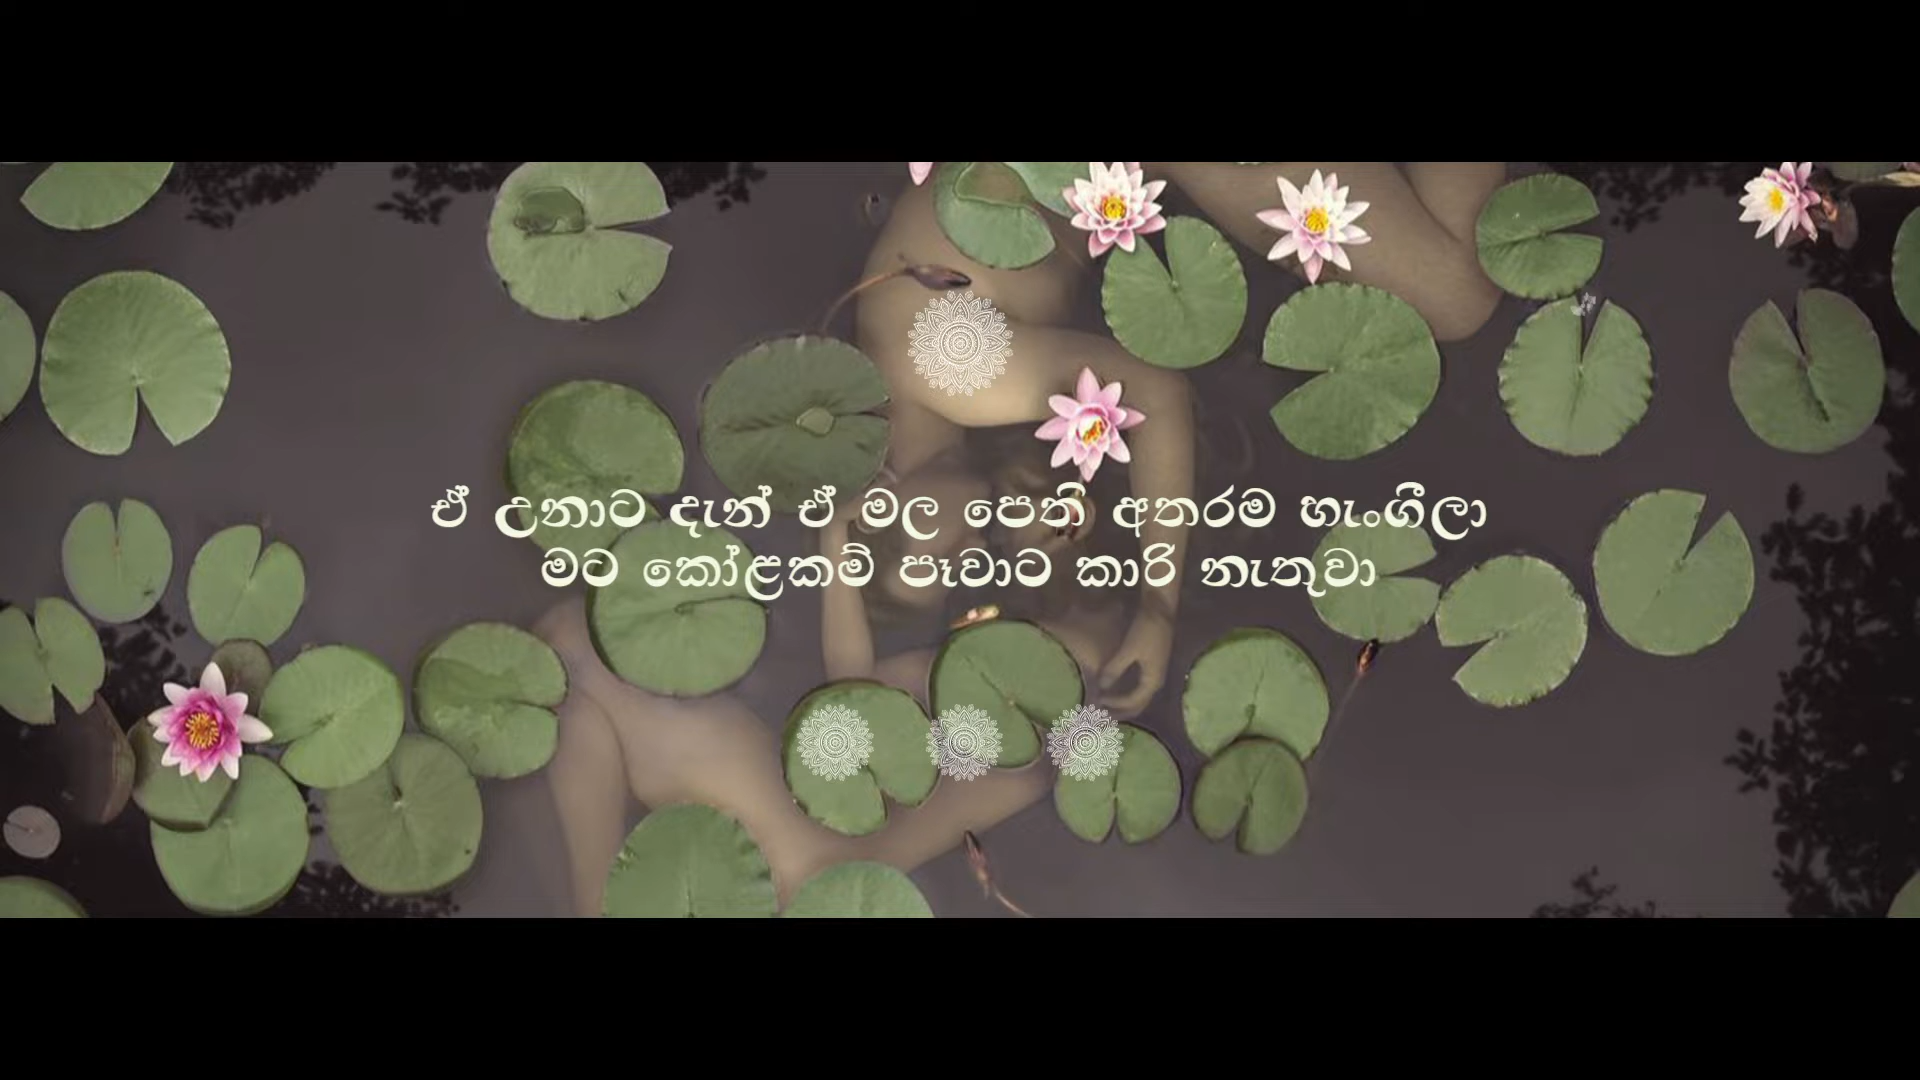 ඒ උනාට දැන් ඒ මල පෙති අතරම හැංගීලා
මට කෝළකම් පෑවාට කාරි නැතුවා